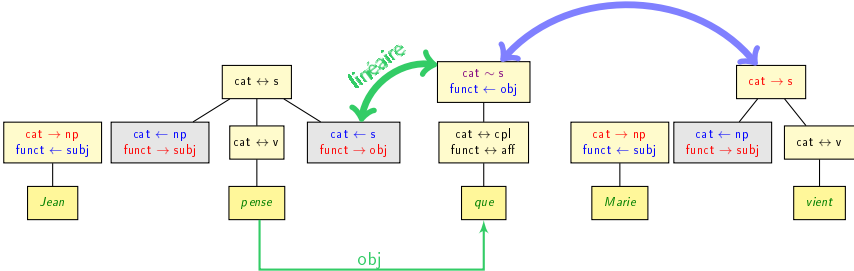 linéaire
cat ↔ s
cat ∼ s
funct ← obj
cat → s
cat → np
funct ← subj
cat ← np
funct → subj
cat ↔ v
cat ← s
funct → obj
cat ↔ cpl
funct ↔ aff
cat → np
funct ← subj
cat ← np
funct → subj
cat ↔ v
Jean
pense
que
Marie
vient
obj